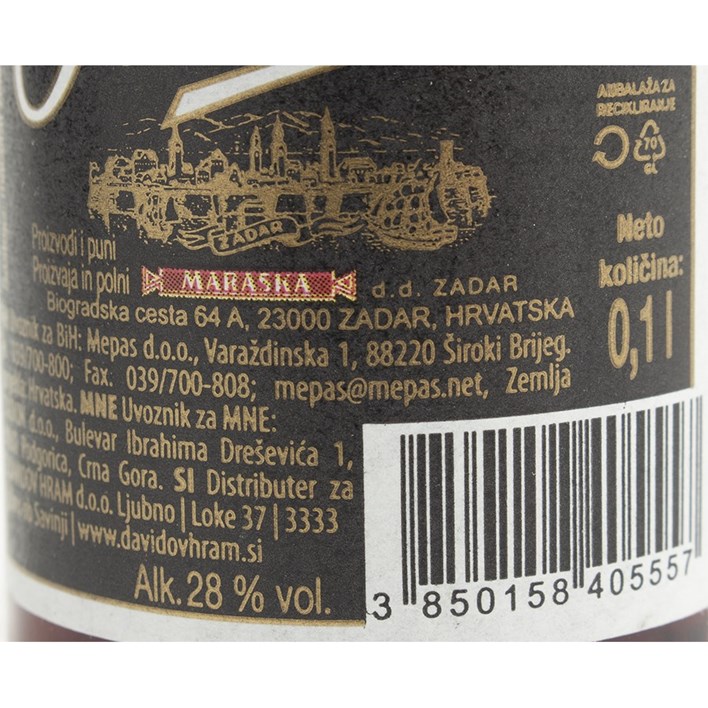 AMBALAŽA ZA
RECIKLIRANJE
70
GL
ZADAR
Neto
količina:
0,1 l
Proizvodi i puni
Proizvaja in polni
MARASKA d.d. ZADAR
Biogradska cesta 64 A, 23000 ZADAR, HRVATSKA
za BiH: Mepas d.o.o., Varaždinska 1, 88220 Široki Brijeg.
039/700-800; Fax: 039/700-808; mepas@mepas.net, Zemlja
Hrvatska. MNE Uvoznik za MNE:
d.o.o., Bulevar Ibrahima Dreševića 1,
Podgorica, Crna Gora. SI Distributer za
HRAM d.o.o. Ljubno | Loke 37 | 3333
Savinji | www.davidovhram.si
Alk. 28 % vol.
3 850158 405557